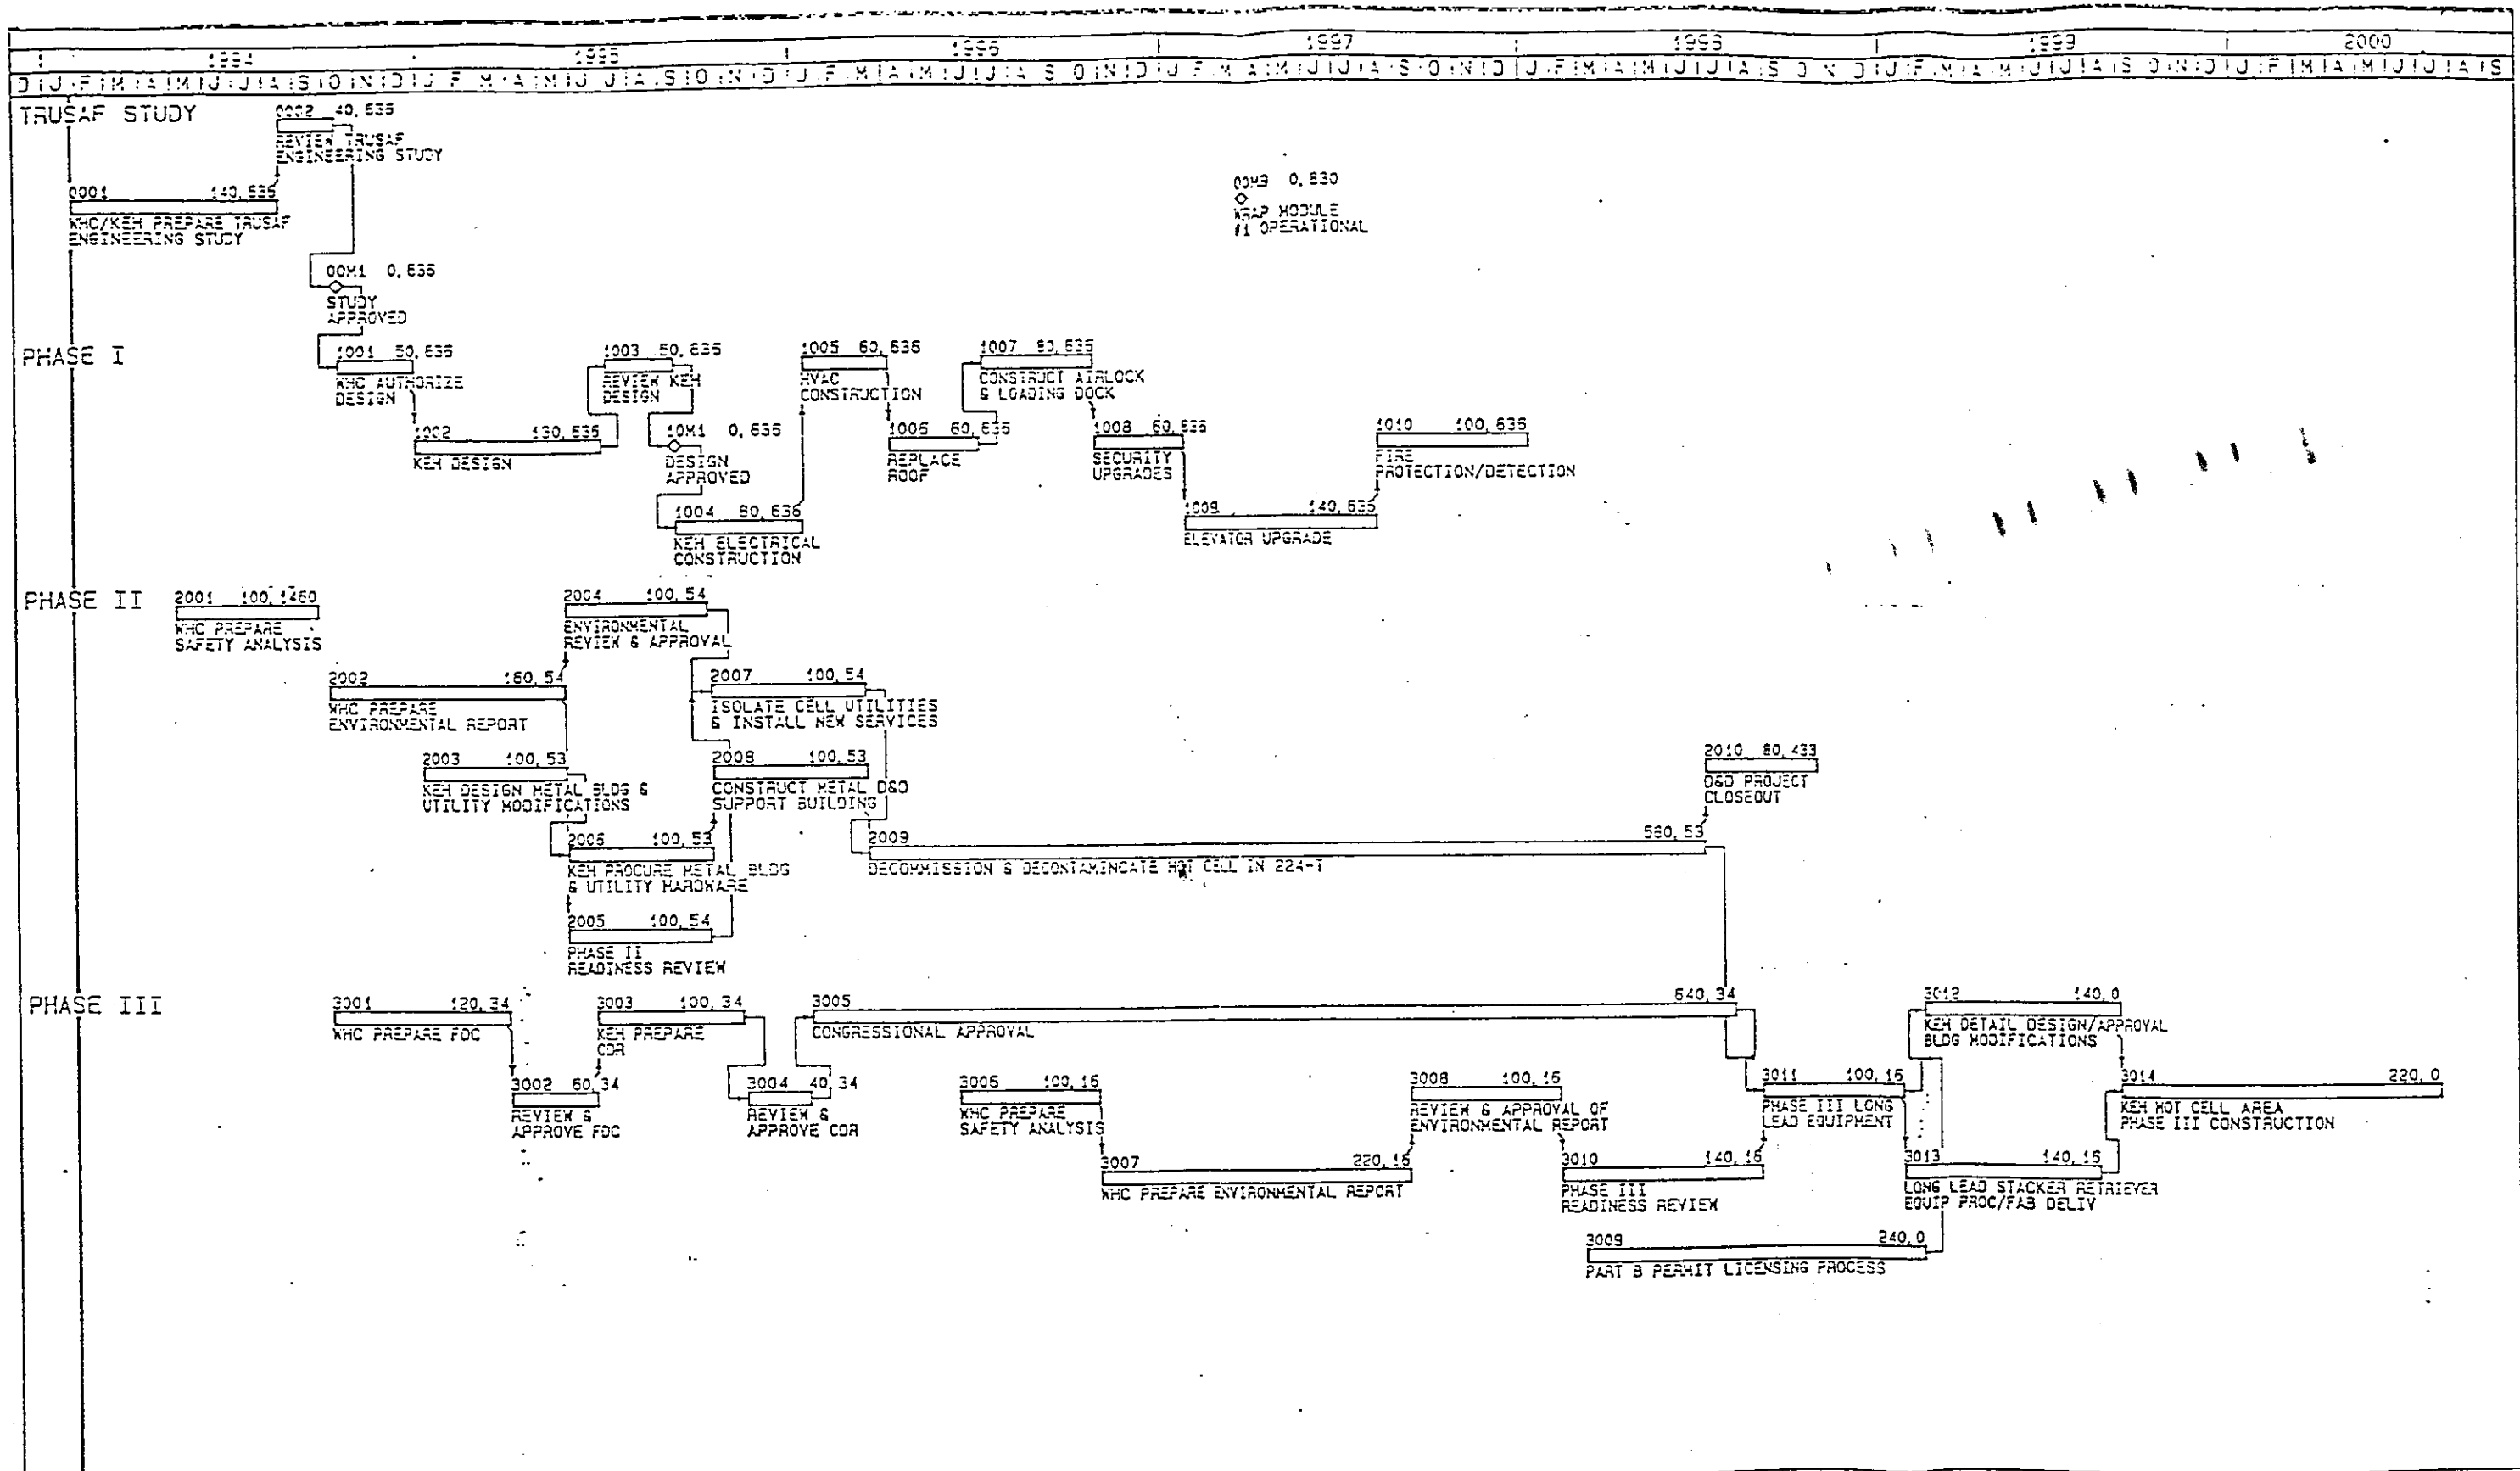 1994 1995 1996 1997 1998 1999 2000
D J F M A M J J A S O N D J F M A M J J A S O N D J F M A M J J A S O N D J F M A M J J A S O N D J F M A M J J A S O N D J F M A M J J A S O N D J F M A M J J A S
TRUSAF STUDY
0002 40,635
REVIEW TRUSAF
ENGINEERING STUDY
0001 140,635
WHC/KEH PREPARE TRUSAF
ENGINEERING STUDY
00M3 0,830
WRAP MODULE
#1 OPERATIONAL
00M1 0,635
STUDY
APPROVED
PHASE I
1001 50,635
WHC AUTHORIZE
DESIGN
1002 130,635
KEH DESIGN
1003 50,635
REVIEW KEH
DESIGN
10M1 0,635
DESIGN
APPROVED
1004 80,636
KEH ELECTRICAL
CONSTRUCTION
1005 60,636
HVAC
CONSTRUCTION
1006 60,635
REPLACE
ROOF
1007 80,635
CONSTRUCT AIRLOCK
& LOADING DOCK
1008 60,635
SECURITY
UPGRADES
1009 140,635
ELEVATOR UPGRADE
1010 100,635
FIRE
PROTECTION/DETECTION
PHASE II
2001 100,1460
WHC PREPARE
SAFETY ANALYSIS
2002 160,54
WHC PREPARE
ENVIRONMENTAL REPORT
2003 100,53
KEH DESIGN METAL BLDG &
UTILITY MODIFICATIONS
2004 100,54
ENVIRONMENTAL
REVIEW & APPROVAL
2007 100,54
ISOLATE CELL UTILITIES
& INSTALL NEW SERVICES
2008 100,53
CONSTRUCT METAL D&D
SUPPORT BUILDING
2006 100,53
KEH PROCURE METAL BLDG
& UTILITY HARDWARE
2005 100,54
PHASE II
READINESS REVIEW
2009 580,53
DECOMMISSION & DECONTAMINCATE HOT CELL IN 224-T
2010 80,433
D&D PROJECT
CLOSEOUT
PHASE III
3001 120,34
WHC PREPARE FDC
3002 60,34
REVIEW &
APPROVE FDC
3003 100,34
KEH PREPARE
CDR
3004 40,34
REVIEW &
APPROVE CDR
3005 640,34
CONGRESSIONAL APPROVAL
3006 100,16
WHC PREPARE
SAFETY ANALYSIS
3007 220,16
WHC PREPARE ENVIRONMENTAL REPORT
3008 100,16
REVIEW & APPROVAL OF
ENVIRONMENTAL REPORT
3010 140,16
PHASE III
READINESS REVIEW
3011 100,16
PHASE III LONG
LEAD EQUIPMENT
3012 140,0
KEH DETAIL DESIGN/APPROVAL
BLDG MODIFICATIONS
3013 140,16
LONG LEAD STACKER RETRIEVER
EQUIP PROC/FAB DELIV
3014 220,0
KEH HOT CELL AREA
PHASE III CONSTRUCTION
3009 240,0
PART B PERMIT LICENSING PROCESS